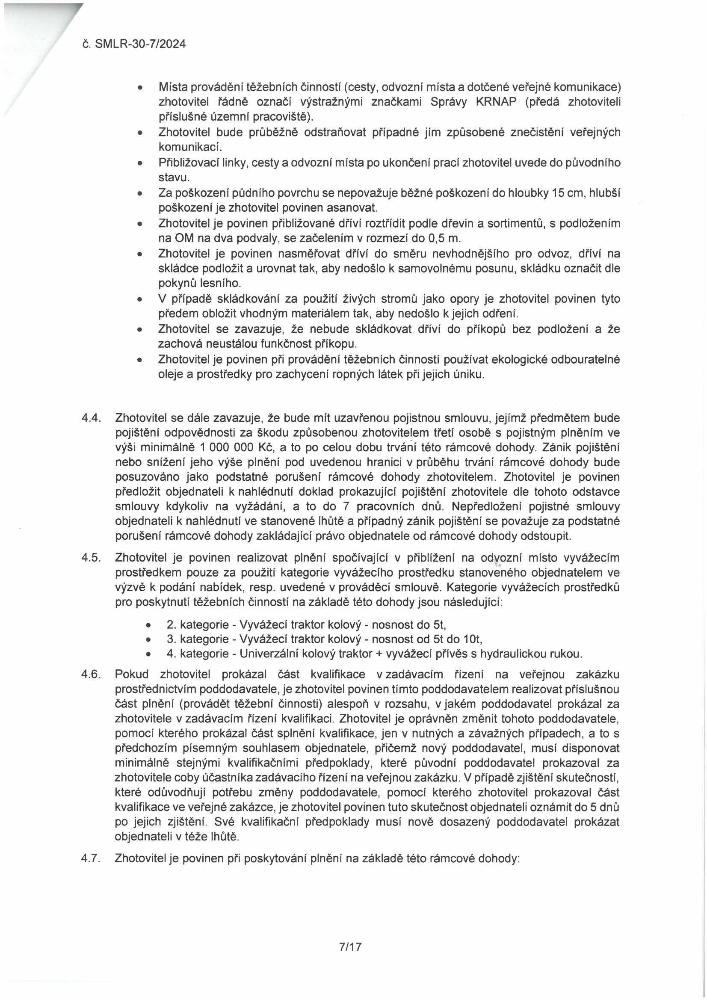 č. SMLR-30-7/2024
• Místa provádění těžebních činností (cesty, odvozní místa a dotčené veřejné komunikace)
zhotovitel řádně označí výstražnými značkami Správy KRNAP (předá zhotoviteli
příslušné územní pracoviště).
• Zhotovitel bude průběžně odstraňovat případné jím způsobené znečistění veřejných
komunikací.
• Přibližovací linky, cesty a odvozní místa po ukončení prací zhotovitel uvede do původního
stavu.
• Za poškození půdního povrchu se nepovažuje běžné poškození do hloubky 15 cm, hlubší
poškození je zhotovitel povinen asanovat.
• Zhotovitel je povinen přibližované dříví roztřídit podle dřevin a sortimentů, s podložením
na OM na dva podvaly, se začelením v rozmezí do 0,5 m.
• Zhotovitel je povinen nasměřovat dříví do směru nevhodnějšího pro odvoz, dříví na
skládce podložit a urovnat tak, aby nedošlo k samovolnému posunu, skládku označit dle
pokynů lesního.
• V případě skládkování za použití živých stromů jako opory je zhotovitel povinen tyto
předem obložit vhodným materiálem tak, aby nedošlo k jejich odření.
• Zhotovitel se zavazuje, že nebude skládkovat dříví do příkopů bez podložení a že
zachová neustálou funkčnost příkopu.
• Zhotovitel je povinen při provádění těžebních činností používat ekologické odbouratelné
oleje a prostředky pro zachycení ropných látek při jejich úniku.
4.4. Zhotovitel se dále zavazuje, že bude mít uzavřenou pojistnou smlouvu, jejímž předmětem bude
pojištění odpovědnosti za škodu způsobenou zhotovitelem třetí osobě s pojistným plněním ve
výši minimálně 1 000 000 Kč, a to po celou dobu trvání této rámcové dohody. Zánik pojištění
nebo snížení jeho výše plnění pod uvedenou hranici v průběhu trvání rámcové dohody bude
posuzováno jako podstatné porušení rámcové dohody zhotovitelem. Zhotovitel je povinen
předložit objednateli k nahlédnutí doklad prokazující pojištění zhotovitele dle tohoto odstavce
smlouvy kdykoliv na vyžádání, a to do 7 pracovních dnů. Nepředložení pojistné smlouvy
objednateli k nahlédnutí ve stanovené lhůtě a případný zánik pojištění se považuje za podstatné
porušení rámcové dohody zakládající právo objednatele od rámcové dohody odstoupit.
4.5. Zhotovitel je povinen realizovat plnění spočívající v přiblížení na odvozní místo vyvážecím
prostředkem pouze za použití kategorie vyvážecího prostředku stanoveného objednatelem ve
výzvě k podání nabídek, resp. uvedené v prováděcí smlouvě. Kategorie vyvážecích prostředků
pro poskytnutí těžebních činností na základě této dohody jsou následující:
• 2. kategorie - Vyvážecí traktor kolový - nosnost do 5t,
• 3. kategorie - Vyvážecí traktor kolový - nosnost od 5t do 10t,
• 4. kategorie - Univerzální kolový traktor + vyvážecí přívěs s hydraulickou rukou.
4.6. Pokud zhotovitel prokázal část kvalifikace v zadávacím řízení na veřejnou zakázku
prostřednictvím poddodavatele, je zhotovitel povinen tímto poddodavatelem realizovat příslušnou
část plnění (provádět těžební činnosti) alespoň v rozsahu, v jakém poddodavatel prokázal za
zhotovitele v zadávacím řízení kvalifikaci. Zhotovitel je oprávněn změnit tohoto poddodavatele,
pomocí kterého prokázal část splnění kvalifikace, jen v nutných a závažných případech, a to s
předchozím písemným souhlasem objednatele, přičemž nový poddodavatel, musí disponovat
minimálně stejnými kvalifikačními předpoklady, které původní poddodavatel prokazoval za
zhotovitele coby účastníka zadávacího řízení na veřejnou zakázku. V případě zjištění skutečností,
které odůvodňují potřebu změny poddodavatele, pomocí kterého zhotovitel prokazoval část
kvalifikace ve veřejné zakázce, je zhotovitel povinen tuto skutečnost objednateli oznámit do 5 dnů
po jejich zjištění. Své kvalifikační předpoklady musí nově dosazený poddodavatel prokázat
objednateli v téže lhůtě.
4.7. Zhotovitel je povinen při poskytování plnění na základě této rámcové dohody:
7/17